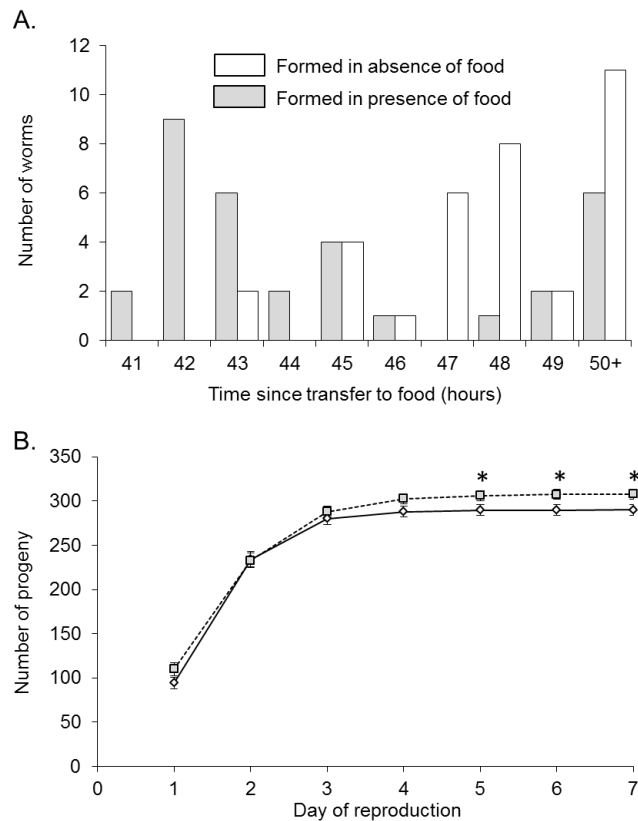 A.
Number of worms
12
10
8
6
4
2
0
Formed in absence of food
Formed in presence of food
41 42 43 44 45 46 47 48 49 50+
Time since transfer to food (hours)
B.
Number of progeny
350
300
250
200
150
100
50
0
* * *
0 1 2 3 4 5 6 7
Day of reproduction